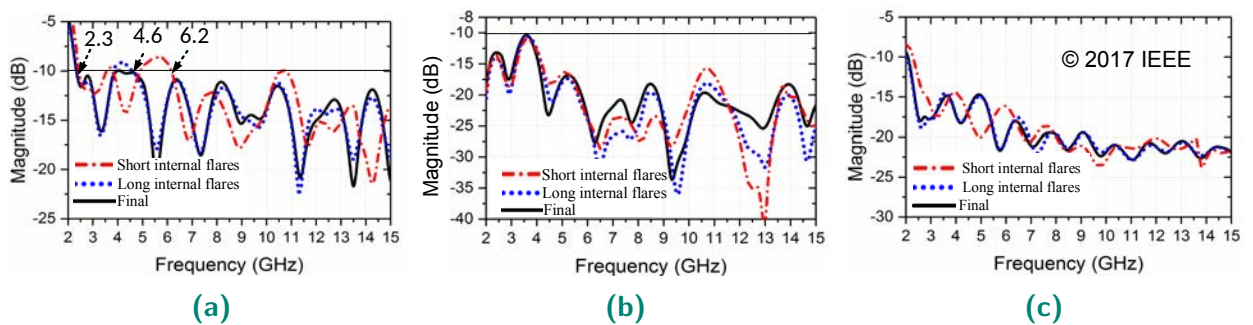 -5
-10
-15
-20
-25
Magnitude (dB)
2.3
4.6
6.2
Short internal flares
Long internal flares
Final
2 3 4 5 6 7 8 9 10 11 12 13 14 15
Frequency (GHz)
(a)
-10
-15
-20
-25
-30
-35
-40
Magnitude (dB)
Short internal flares
Long internal flares
Final
2 3 4 5 6 7 8 9 10 11 12 13 14 15
Frequency (GHz)
(b)
-5
-10
-15
-20
-25
-30
Magnitude (dB)
© 2017 IEEE
Short internal flares
Long internal flares
Final
2 3 4 5 6 7 8 9 10 11 12 13 14 15
Frequency (GHz)
(c)